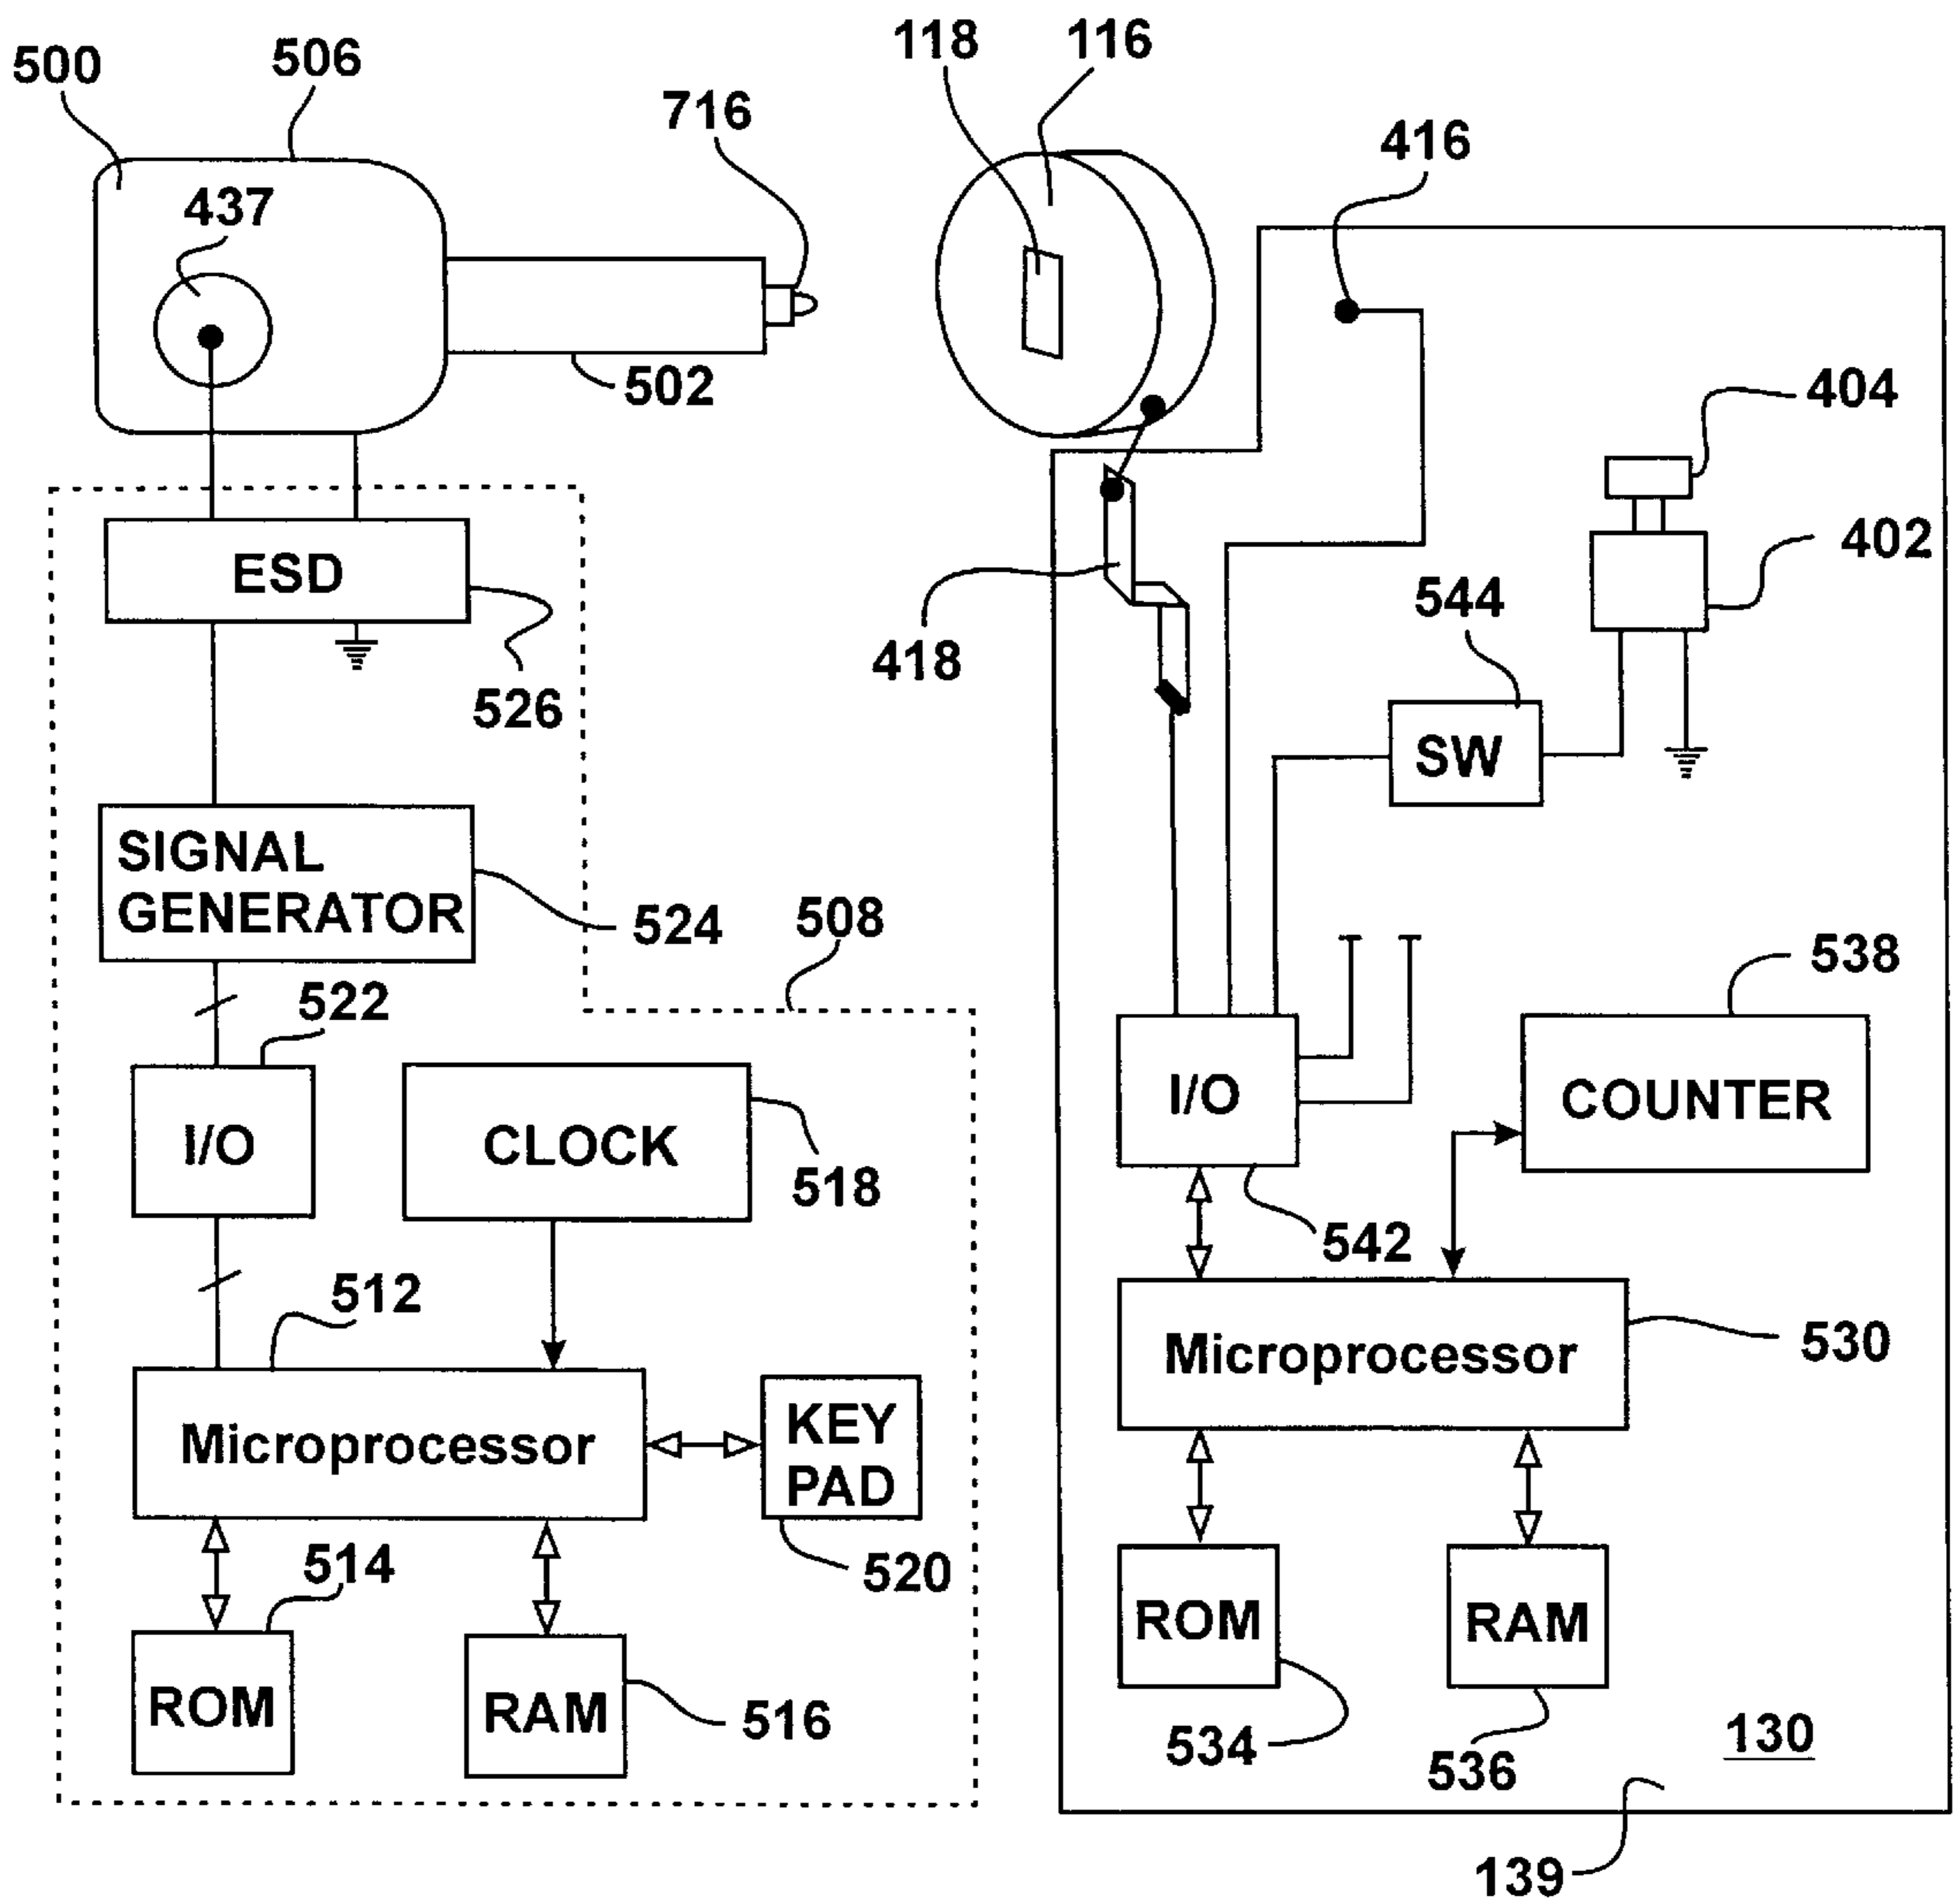 500
506
716
118
116
416
437
502
404
402
ESD
526
418
544
SW
SIGNAL
GENERATOR
524
508
538
522
I/O
CLOCK
518
I/O
COUNTER
542
512
Microprocessor
KEY
PAD
520
Microprocessor
530
514
ROM
RAM
516
ROM
RAM
534
536
130
139